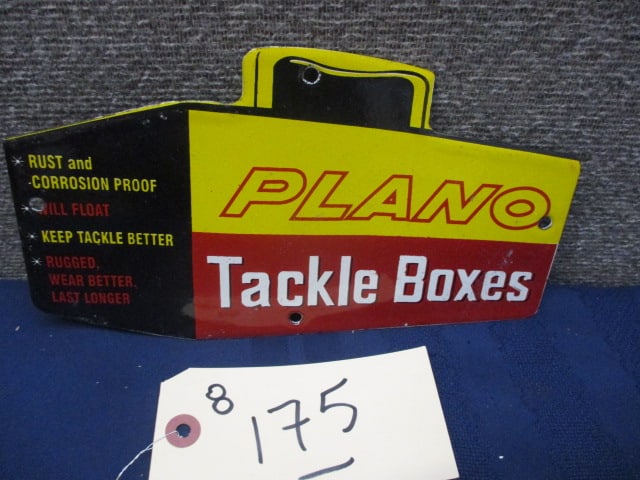 * RUST and
-CORROSION PROOF
WILL FLOAT
* KEEP TACKLE BETTER
* RUGGED,
WEAR BETTER,
LAST LONGER
PLANO
Tackle Boxes
8
175